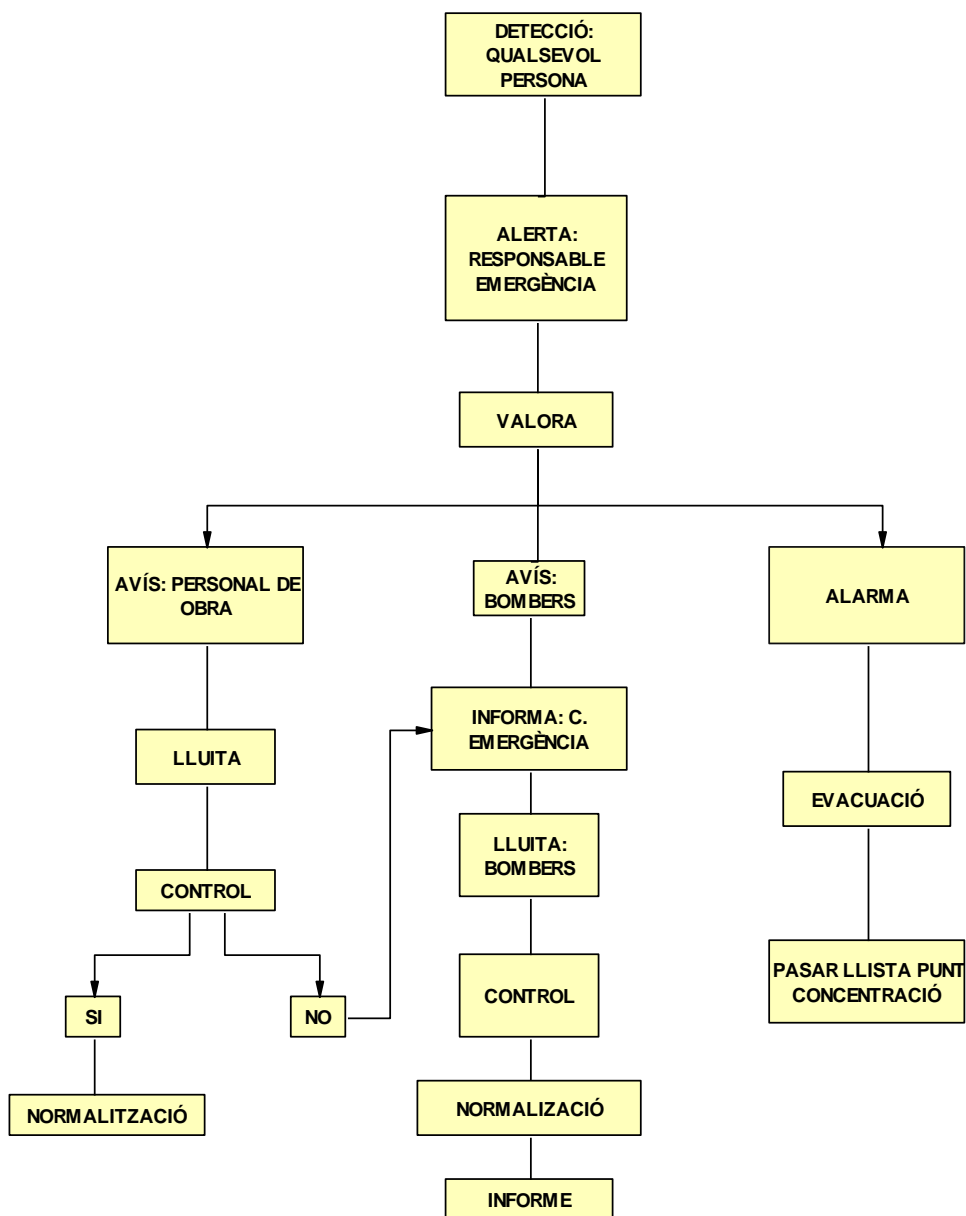 DETECCIÓ:
QUALSEVOL
PERSONA
ALERTA:
RESPONSABLE
EMERGÈNCIA
VALORA
AVÍS: PERSONAL DE
OBRA
AVÍS:
BOMBERS
ALARMA
INFORMA: C.
EMERGÈNCIA
LLUITA
EVACUACIÓ
LLUITA:
BOMBERS
CONTROL
PASAR LLISTA PUNT
CONCENTRACIÓ
CONTROL
SI
NO
NORMALITZACIÓ
NORMALIZACIÓ
INFORME